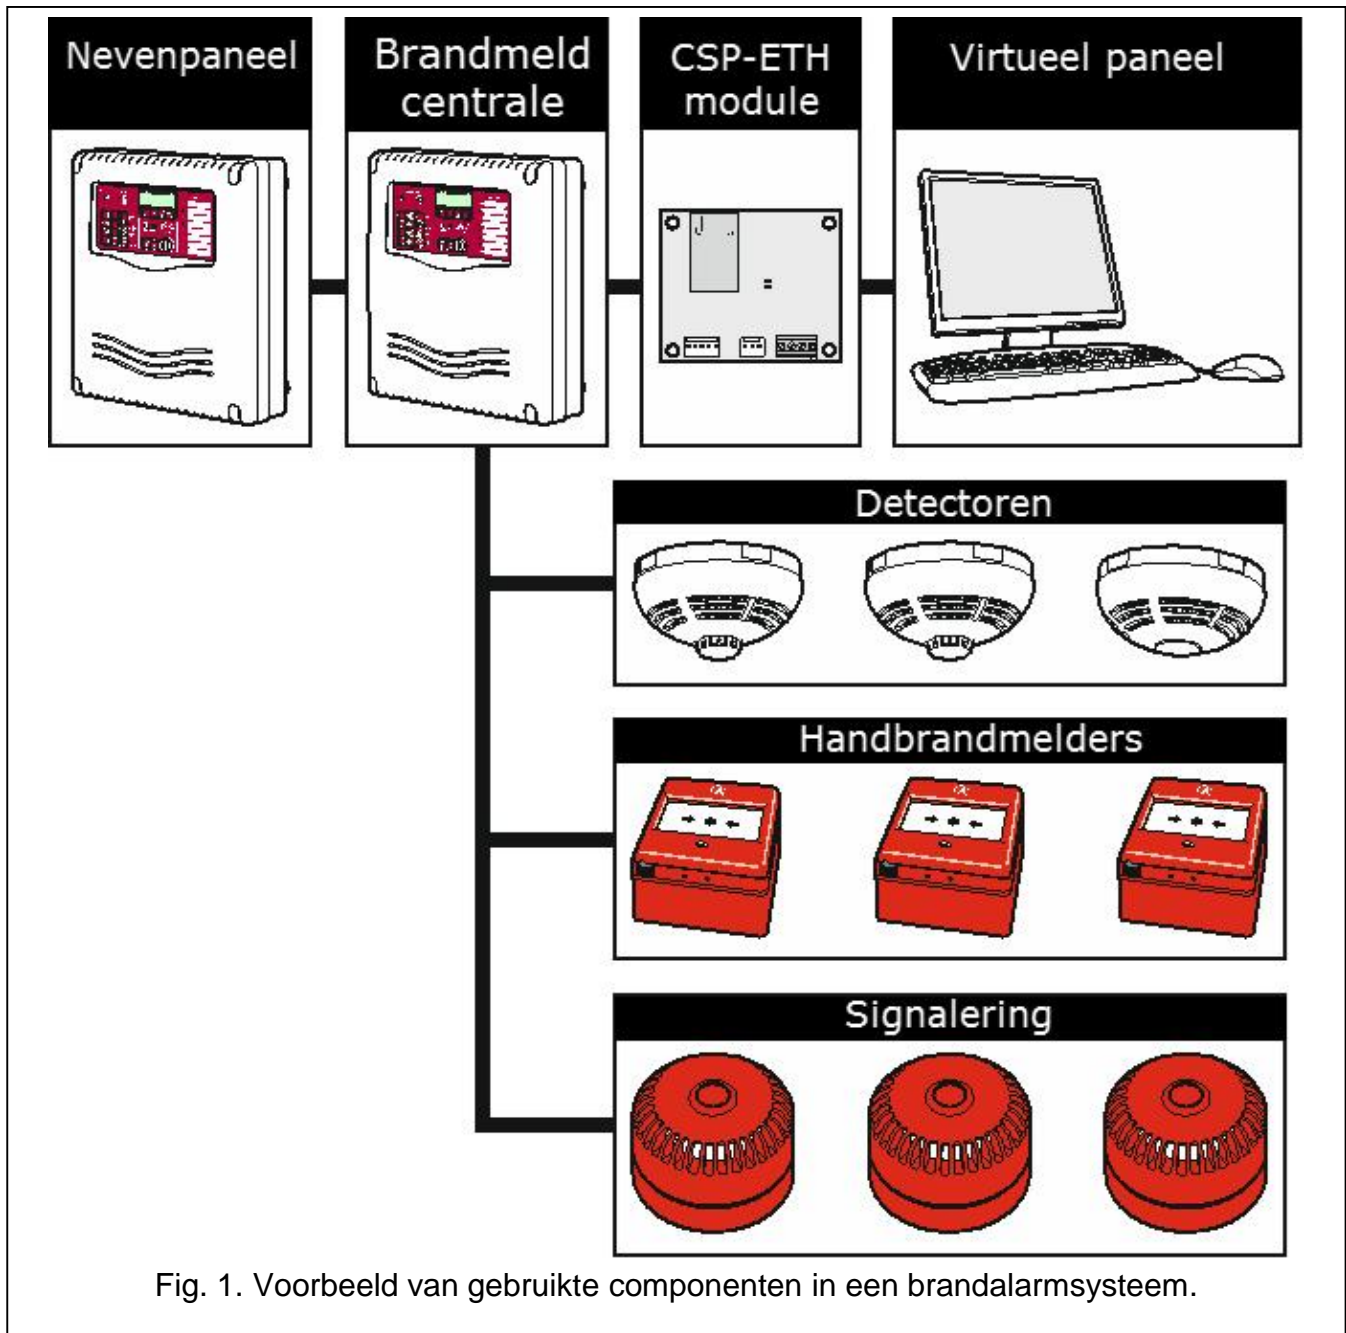 Nevenpaneel
Brandmeld
centrale
CSP-ETH
module
Virtueel paneel
Detectoren
Handbrandmelders
Signalering
Fig. 1. Voorbeeld van gebruikte componenten in een brandalarmsysteem.